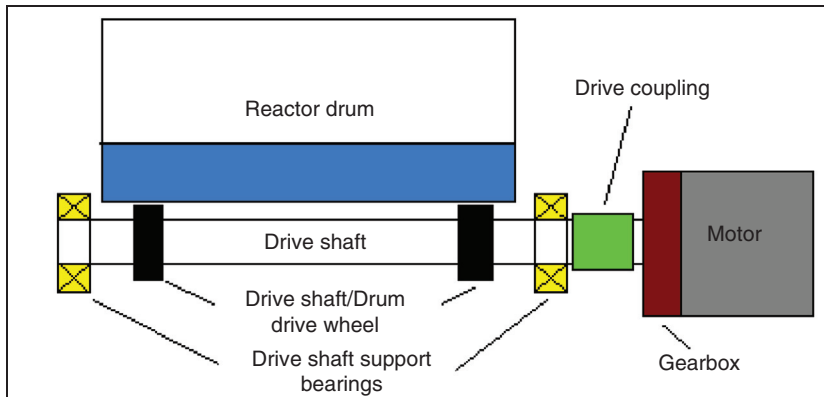 Reactor drum
Drive coupling
Drive shaft
Motor
Drive shaft/Drum
drive wheel
Drive shaft support
bearings
Gearbox